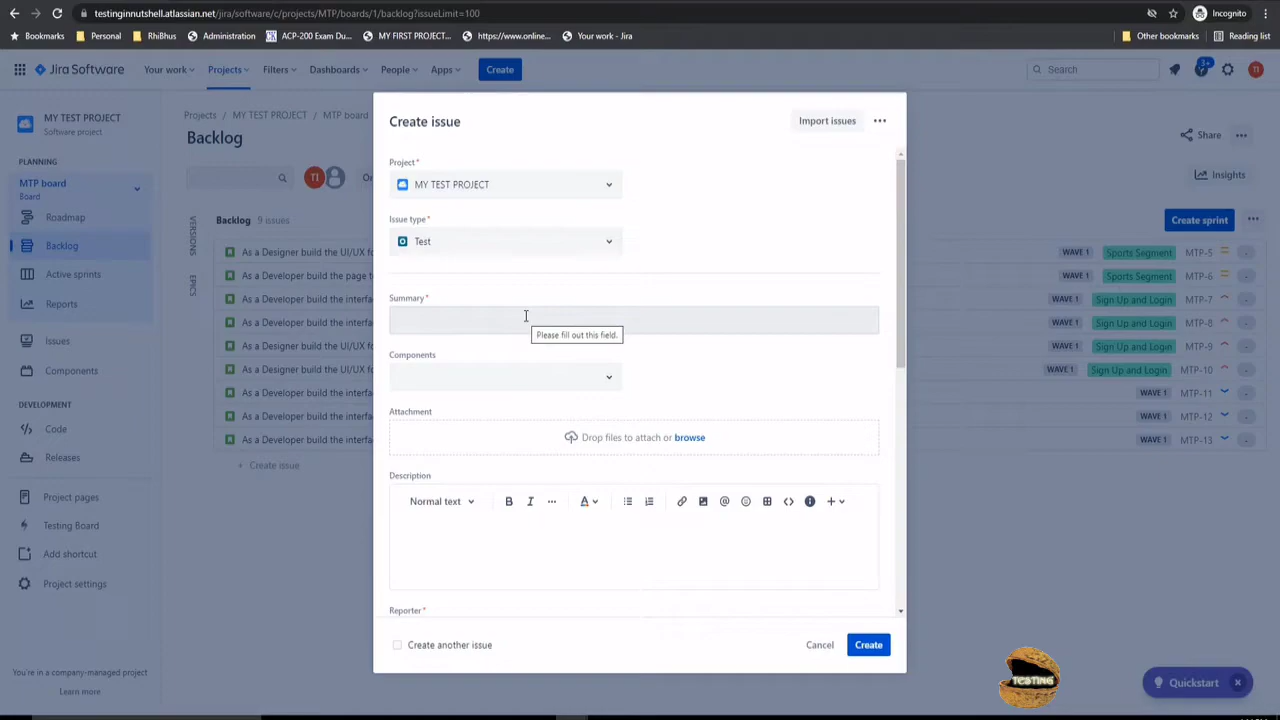 testinginnutshell.atlassian.net/jira/software/c/projects/MTP/boards/1/backlog?issueLimit=100
Incognito
Bookmarks Personal RhiBhus Administration ACP-200 Exam Du... MY FIRST PROJECT... https://www.online... Your work - Jira Other bookmarks Reading list
Jira Software Your work Projects Filters Dashboards People Apps Create Search 3+ TI
MY TEST PROJECT
Software project
Projects / MY TEST PROJECT / MTP board
Backlog
Share
PLANNING
MTP board
Board
Roadmap
Backlog
Active sprints
Reports
Issues
Components
DEVELOPMENT
Code
Releases
Project pages
Testing Board
Add shortcut
Project settings
You're in a company-managed project
Learn more
TI
Insights
VERSIONS
EPICS
Backlog 9 issues
Create sprint
As a Designer build the UI/UX fo WAVE 1 Sports Segment MTP-5 -
As a Developer build the page to WAVE 1 Sports Segment MTP-6 -
As a Developer build the interfa WAVE 1 Sign Up and Login MTP-7 -
As a Developer build the interfa WAVE 1 Sign Up and Login MTP-8 -
As a Designer build the UI/UX fo WAVE 1 Sign Up and Login MTP-9 -
As a Designer build the UI/UX fo WAVE 1 Sign Up and Login MTP-10 -
As a Developer build the interfa WAVE 1 MTP-11 -
As a Developer build the interfa WAVE 1 MTP-12 -
As a Developer build the interfa WAVE 1 MTP-13 -
+ Create issue
Create issue
Import issues
Project *
MY TEST PROJECT
Issue type *
Test
Summary *
Please fill out this field.
Components
Attachment
Drop files to attach or browse
Description
Normal text B I ... A @ <> +
Reporter *
Create another issue
Cancel
Create
TESTING
Quickstart